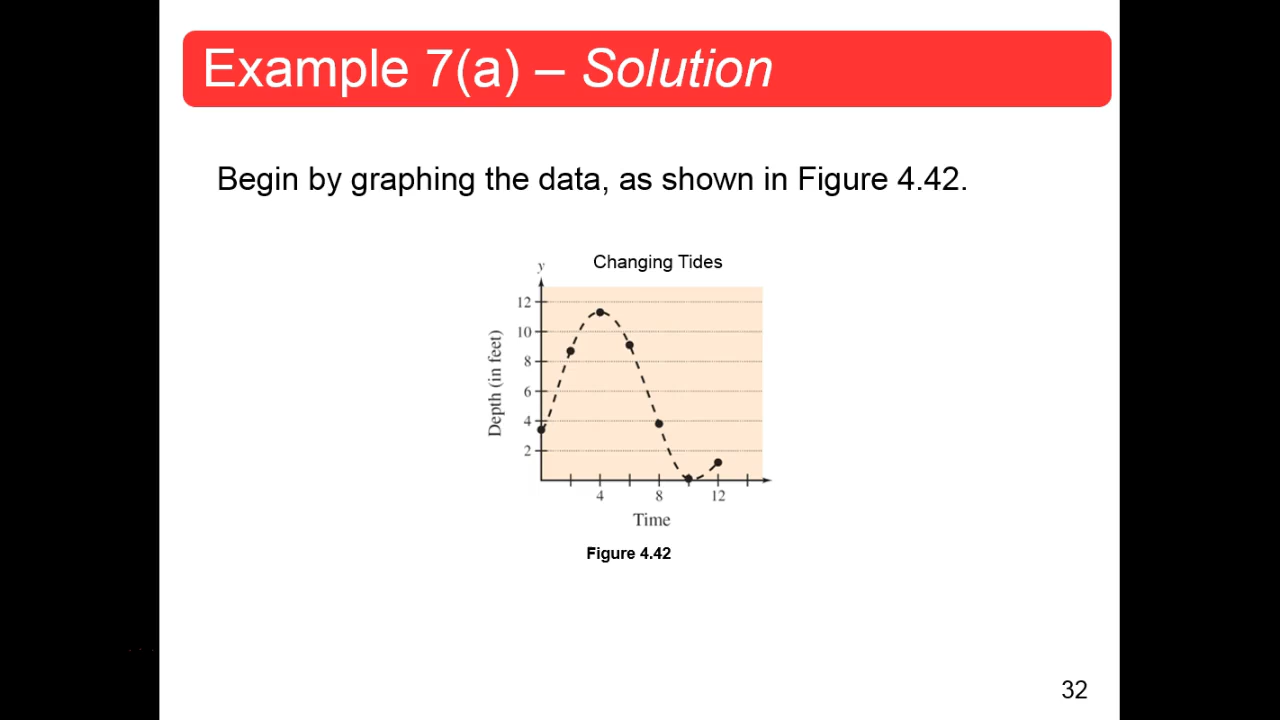 Example 7(a) – Solution
Begin by graphing the data, as shown in Figure 4.42.
Changing Tides
y
12
10
8
6
4
2
Depth (in feet)
4 8 12
Time
Figure 4.42
32